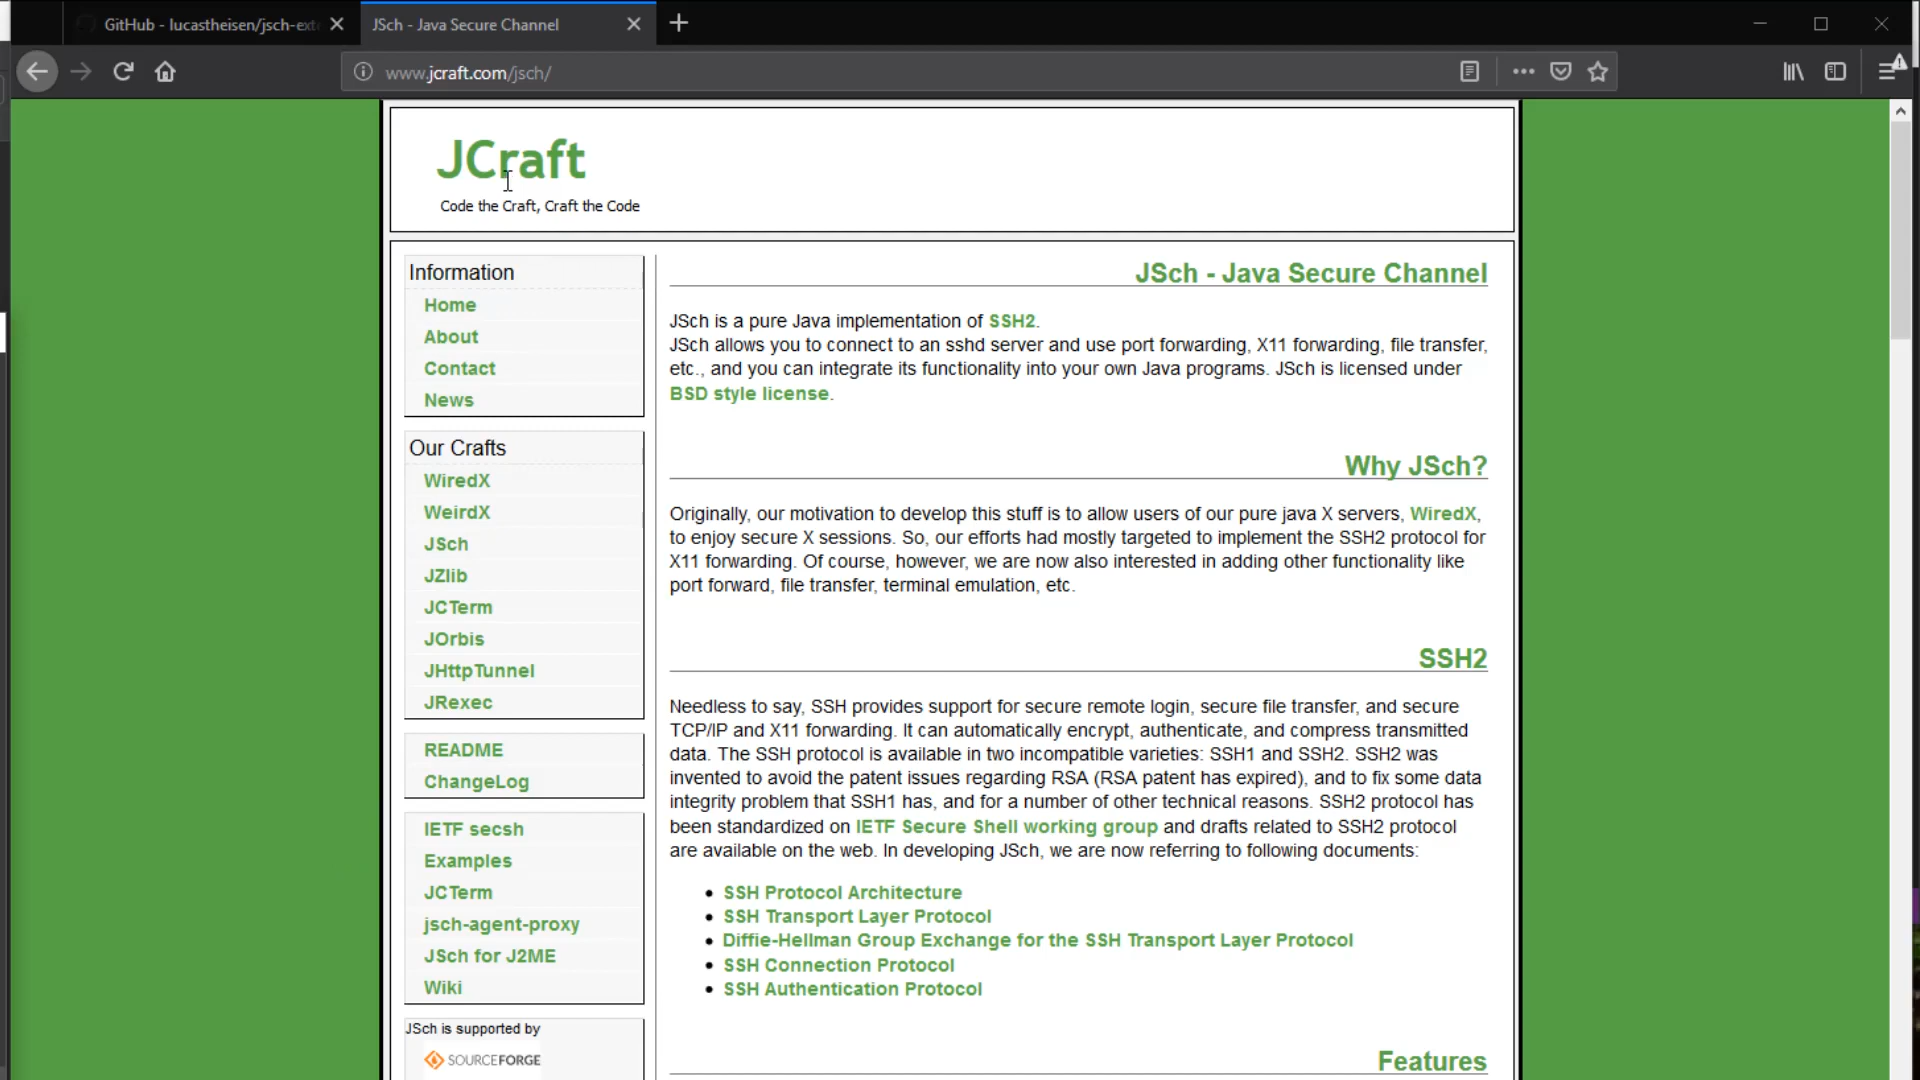 GitHub - lucastheisen/jsch-ext
JSch - Java Secure Channel
www.jcraft.com/jsch/
JCraft
Code the Craft, Craft the Code
Information
Home
About
Contact
News
Our Crafts
WiredX
WeirdX
JSch
JZlib
JCTerm
JOrbis
JHttpTunnel
JRexec
README
ChangeLog
IETF secsh
Examples
JCTerm
jsch-agent-proxy
JSch for J2ME
Wiki
JSch is supported by
SOURCEFORGE
JSch - Java Secure Channel
JSch is a pure Java implementation of SSH2.
JSch allows you to connect to an sshd server and use port forwarding, X11 forwarding, file transfer,
etc., and you can integrate its functionality into your own Java programs. JSch is licensed under
BSD style license.
Why JSch?
Originally, our motivation to develop this stuff is to allow users of our pure java X servers, WiredX,
to enjoy secure X sessions. So, our efforts had mostly targeted to implement the SSH2 protocol for
X11 forwarding. Of course, however, we are now also interested in adding other functionality like
port forward, file transfer, terminal emulation, etc.
SSH2
Needless to say, SSH provides support for secure remote login, secure file transfer, and secure
TCP/IP and X11 forwarding. It can automatically encrypt, authenticate, and compress transmitted
data. The SSH protocol is available in two incompatible varieties: SSH1 and SSH2. SSH2 was
invented to avoid the patent issues regarding RSA (RSA patent has expired), and to fix some data
integrity problem that SSH1 has, and for a number of other technical reasons. SSH2 protocol has
been standardized on IETF Secure Shell working group and drafts related to SSH2 protocol
are available on the web. In developing JSch, we are now referring to following documents:
• SSH Protocol Architecture
• SSH Transport Layer Protocol
• Diffie-Hellman Group Exchange for the SSH Transport Layer Protocol
• SSH Connection Protocol
• SSH Authentication Protocol
Features